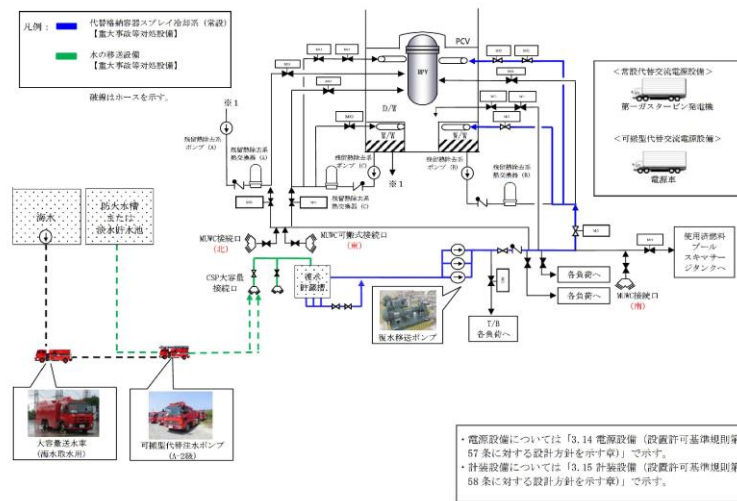 凡例：
代替格納容器スプレイ冷却系（常設）
【重大事故等対処設備】
水の移送設備
【重大事故等対処設備】
破線はホースを示す。
PCV
RPV
D/W
W/W
W/W
※1
※1
残留熱除去系
ポンプ (A)
残留熱除去系
熱交換器 (A)
残留熱除去系
ポンプ (C)
残留熱除去系
熱交換器 (C)
残留熱除去系
ポンプ (B)
残留熱除去系
熱交換器 (B)
＜常設代替交流電源設備＞
第一ガスタービン発電機
＜可搬型代替交流電源設備＞
電源車
海水
防火水槽
または
淡水貯水池
MUWC接続口
(北)
MUWC可搬式接続口
(東)
CSP大容量
接続口
復水
貯蔵槽
復水移送ポンプ
T/B
各負荷へ
各負荷へ
各負荷へ
MUWC接続口
(南)
使用済燃料
プール
スキマサー
ジタンクへ
大容量送水車
(海水取水用)
可搬型代替注水ポンプ
(A-2級)
・電源設備については「3.14 電源設備（設置許可基準規則第
57 条に対する設計方針を示す章）」で示す。
・計装設備については「3.15 計装設備（設置許可基準規則第
58 条に対する設計方針を示す章）」で示す。